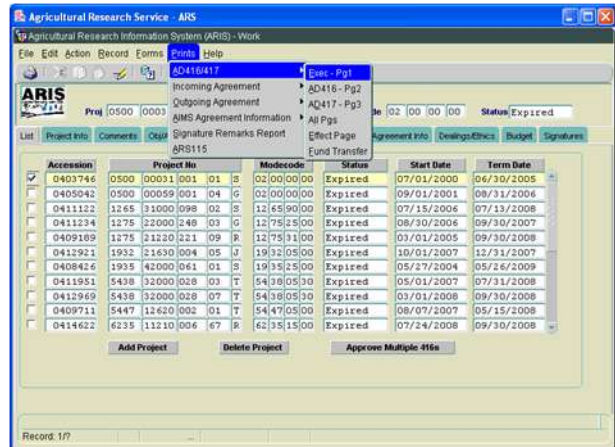 Agricultural Research Service - ARS
Agricultural Research Information System (ARIS) - Work
File Edit Action Record Forms Prints Help
AD416/417
Incoming Agreement
Outgoing Agreement
AIMS Agreement Information
Signature Remarks Report
ARS115
Exec - Pg1
AD416 - Pg2
AD417 - Pg3
All Pgs
Effect Page
Fund Transfer
ARIS
Proj 0500 0003 02 00 00 00 Status Expired
List Project Info Comments Agreement Info Dealings/Ethics Budget Signatures
Accession Project No Modecode Status Start Date Term Date
0403746 0500 00031 001 01 S 02 00 00 00 Expired 07/01/2000 06/30/2005
0405042 0500 00059 001 04 G 02 00 00 00 Expired 09/01/2001 08/31/2006
0411122 1265 31000 098 02 S 12 65 90 00 Expired 07/15/2006 07/13/2008
0411234 1275 22000 248 03 G 12 75 25 00 Expired 08/30/2006 09/30/2007
0409189 1275 21220 221 09 R 12 75 31 00 Expired 03/01/2005 09/30/2008
0412921 1932 21630 004 05 J 19 32 05 00 Expired 10/01/2007 12/31/2007
0408426 1935 42000 061 01 S 19 35 25 00 Expired 05/27/2004 05/26/2009
0411951 5438 32000 028 03 T 54 38 05 30 Expired 05/01/2007 07/31/2008
0412969 5438 32000 028 07 T 54 38 05 30 Expired 03/01/2008 09/30/2008
0409711 5447 12620 002 01 T 54 47 05 00 Expired 08/07/2007 05/15/2008
0414622 6235 11210 006 67 R 62 35 15 00 Expired 07/24/2008 09/30/2008
Add Project Delete Project Approve Multiple 416s
Record: 1/?